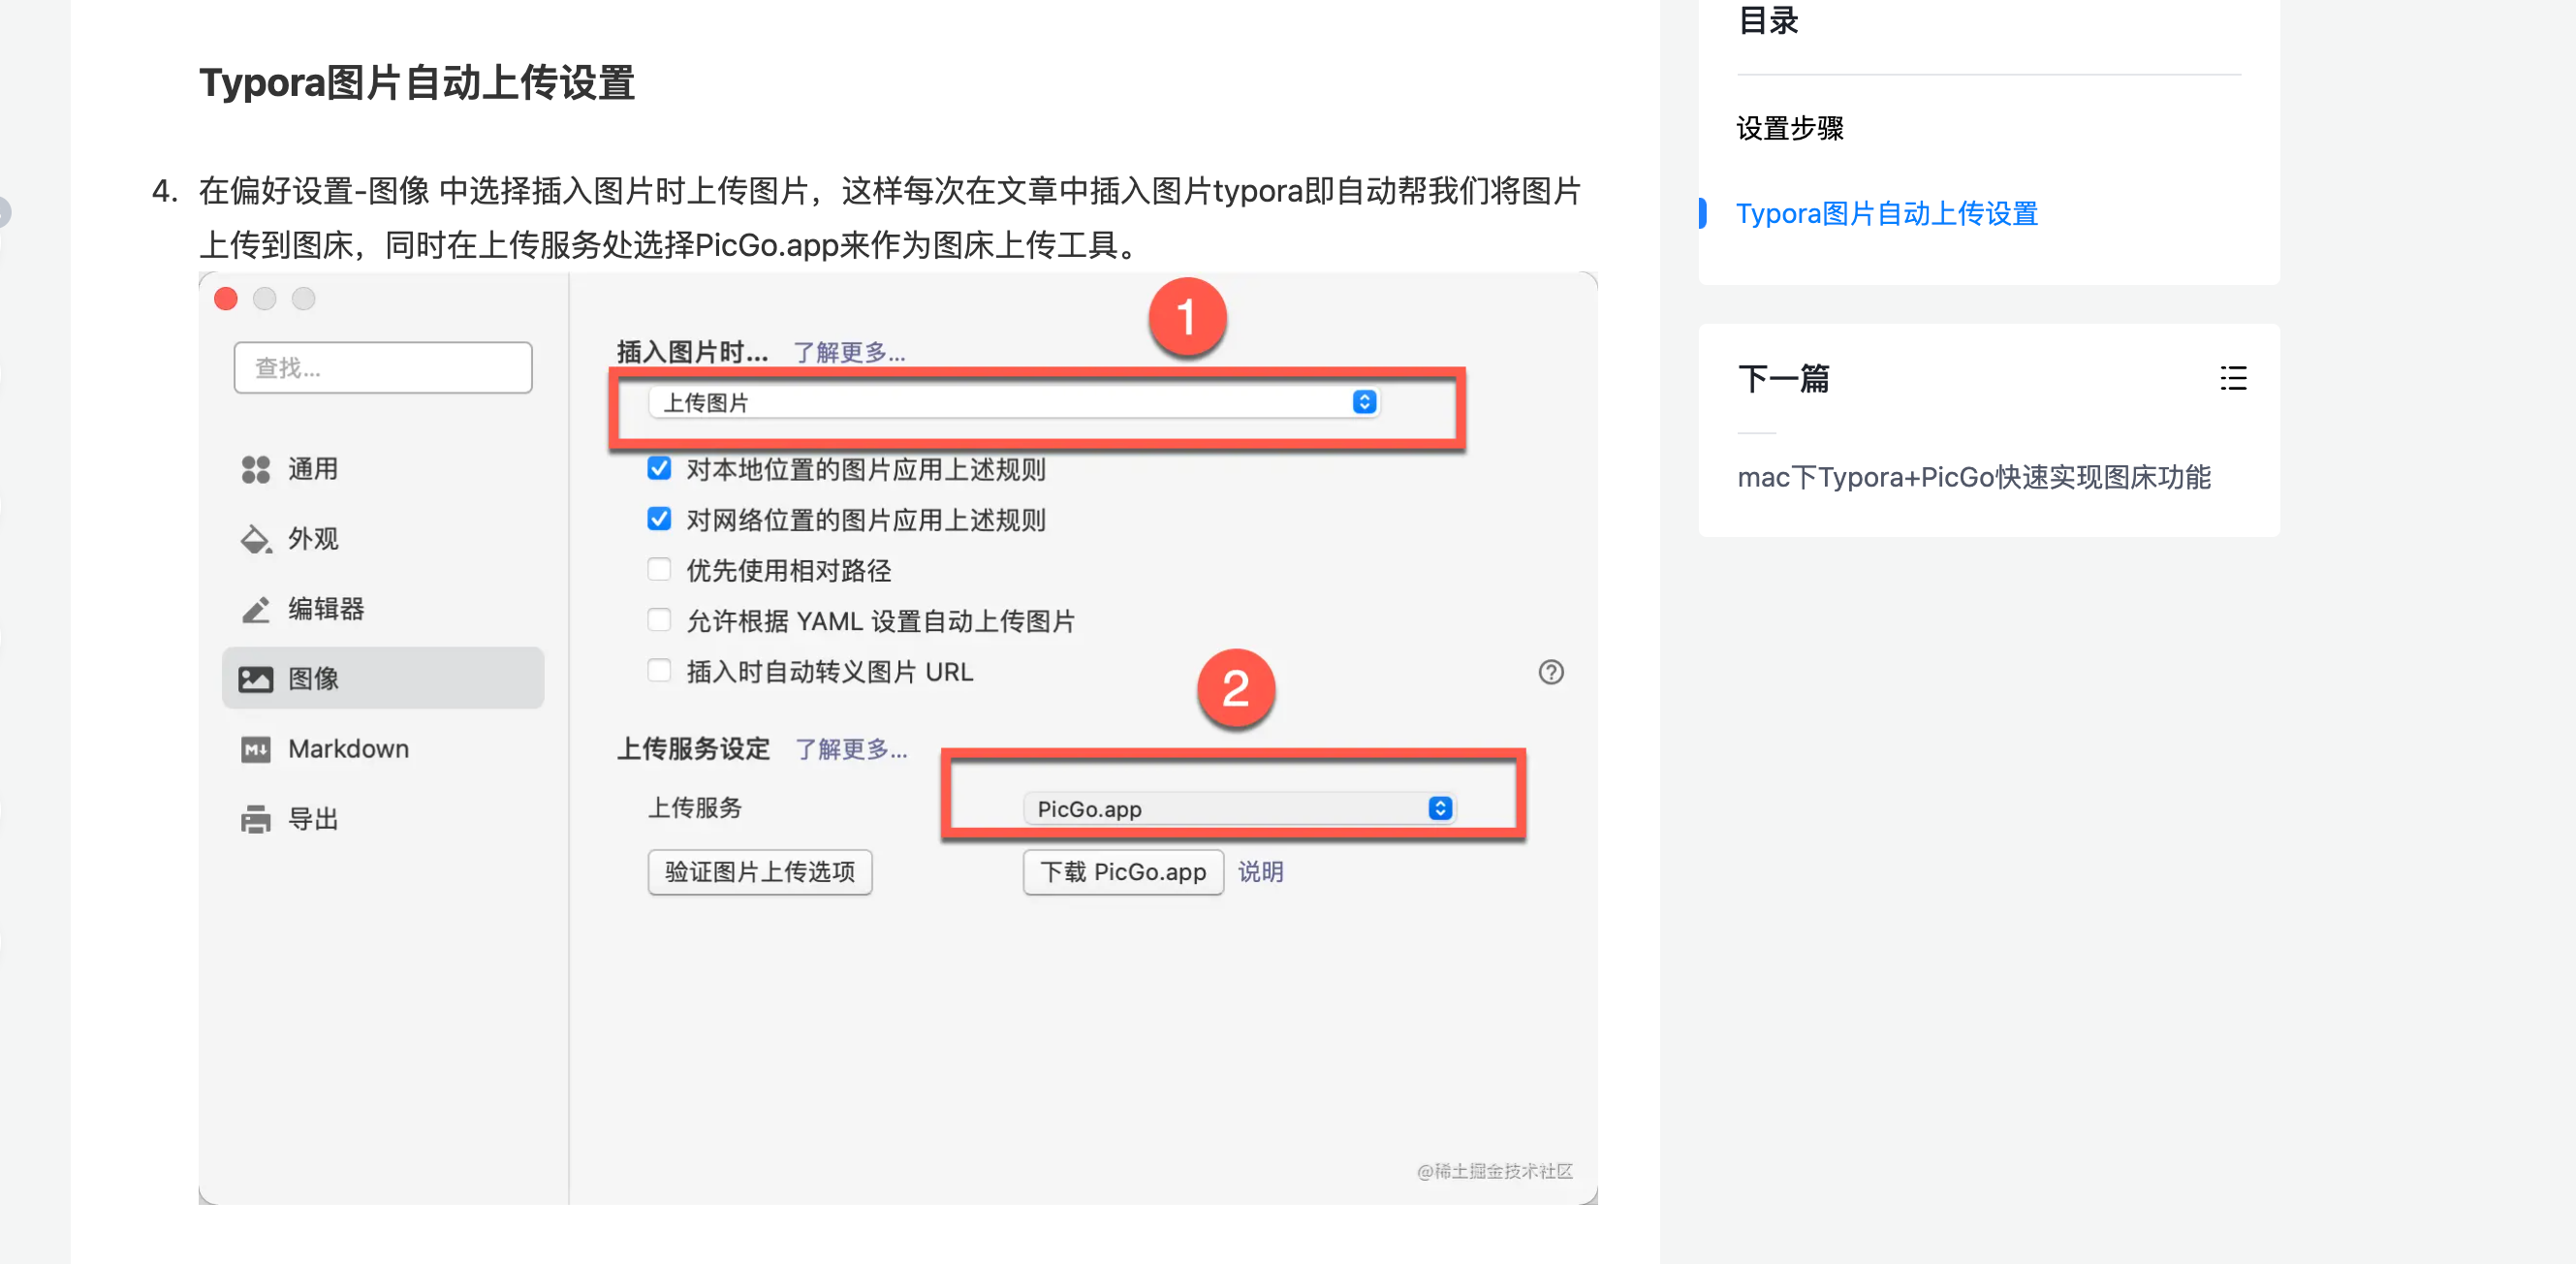 Typora图片自动上传设置
4. 在偏好设置-图像 中选择插入图片时上传图片，这样每次在文章中插入图片typora即自动帮我们将图片
上传到图床，同时在上传服务处选择PicGo.app来作为图床上传工具。
查找...
通用
外观
编辑器
图像
Markdown
导出
1
插入图片时... 了解更多...
上传图片
对本地位置的图片应用上述规则
对网络位置的图片应用上述规则
优先使用相对路径
允许根据 YAML 设置自动上传图片
插入时自动转义图片 URL
2
上传服务设定 了解更多...
上传服务 PicGo.app
验证图片上传选项 下载 PicGo.app 说明
@稀土掘金技术社区
目录
设置步骤
Typora图片自动上传设置
下一篇
mac下Typora+PicGo快速实现图床功能